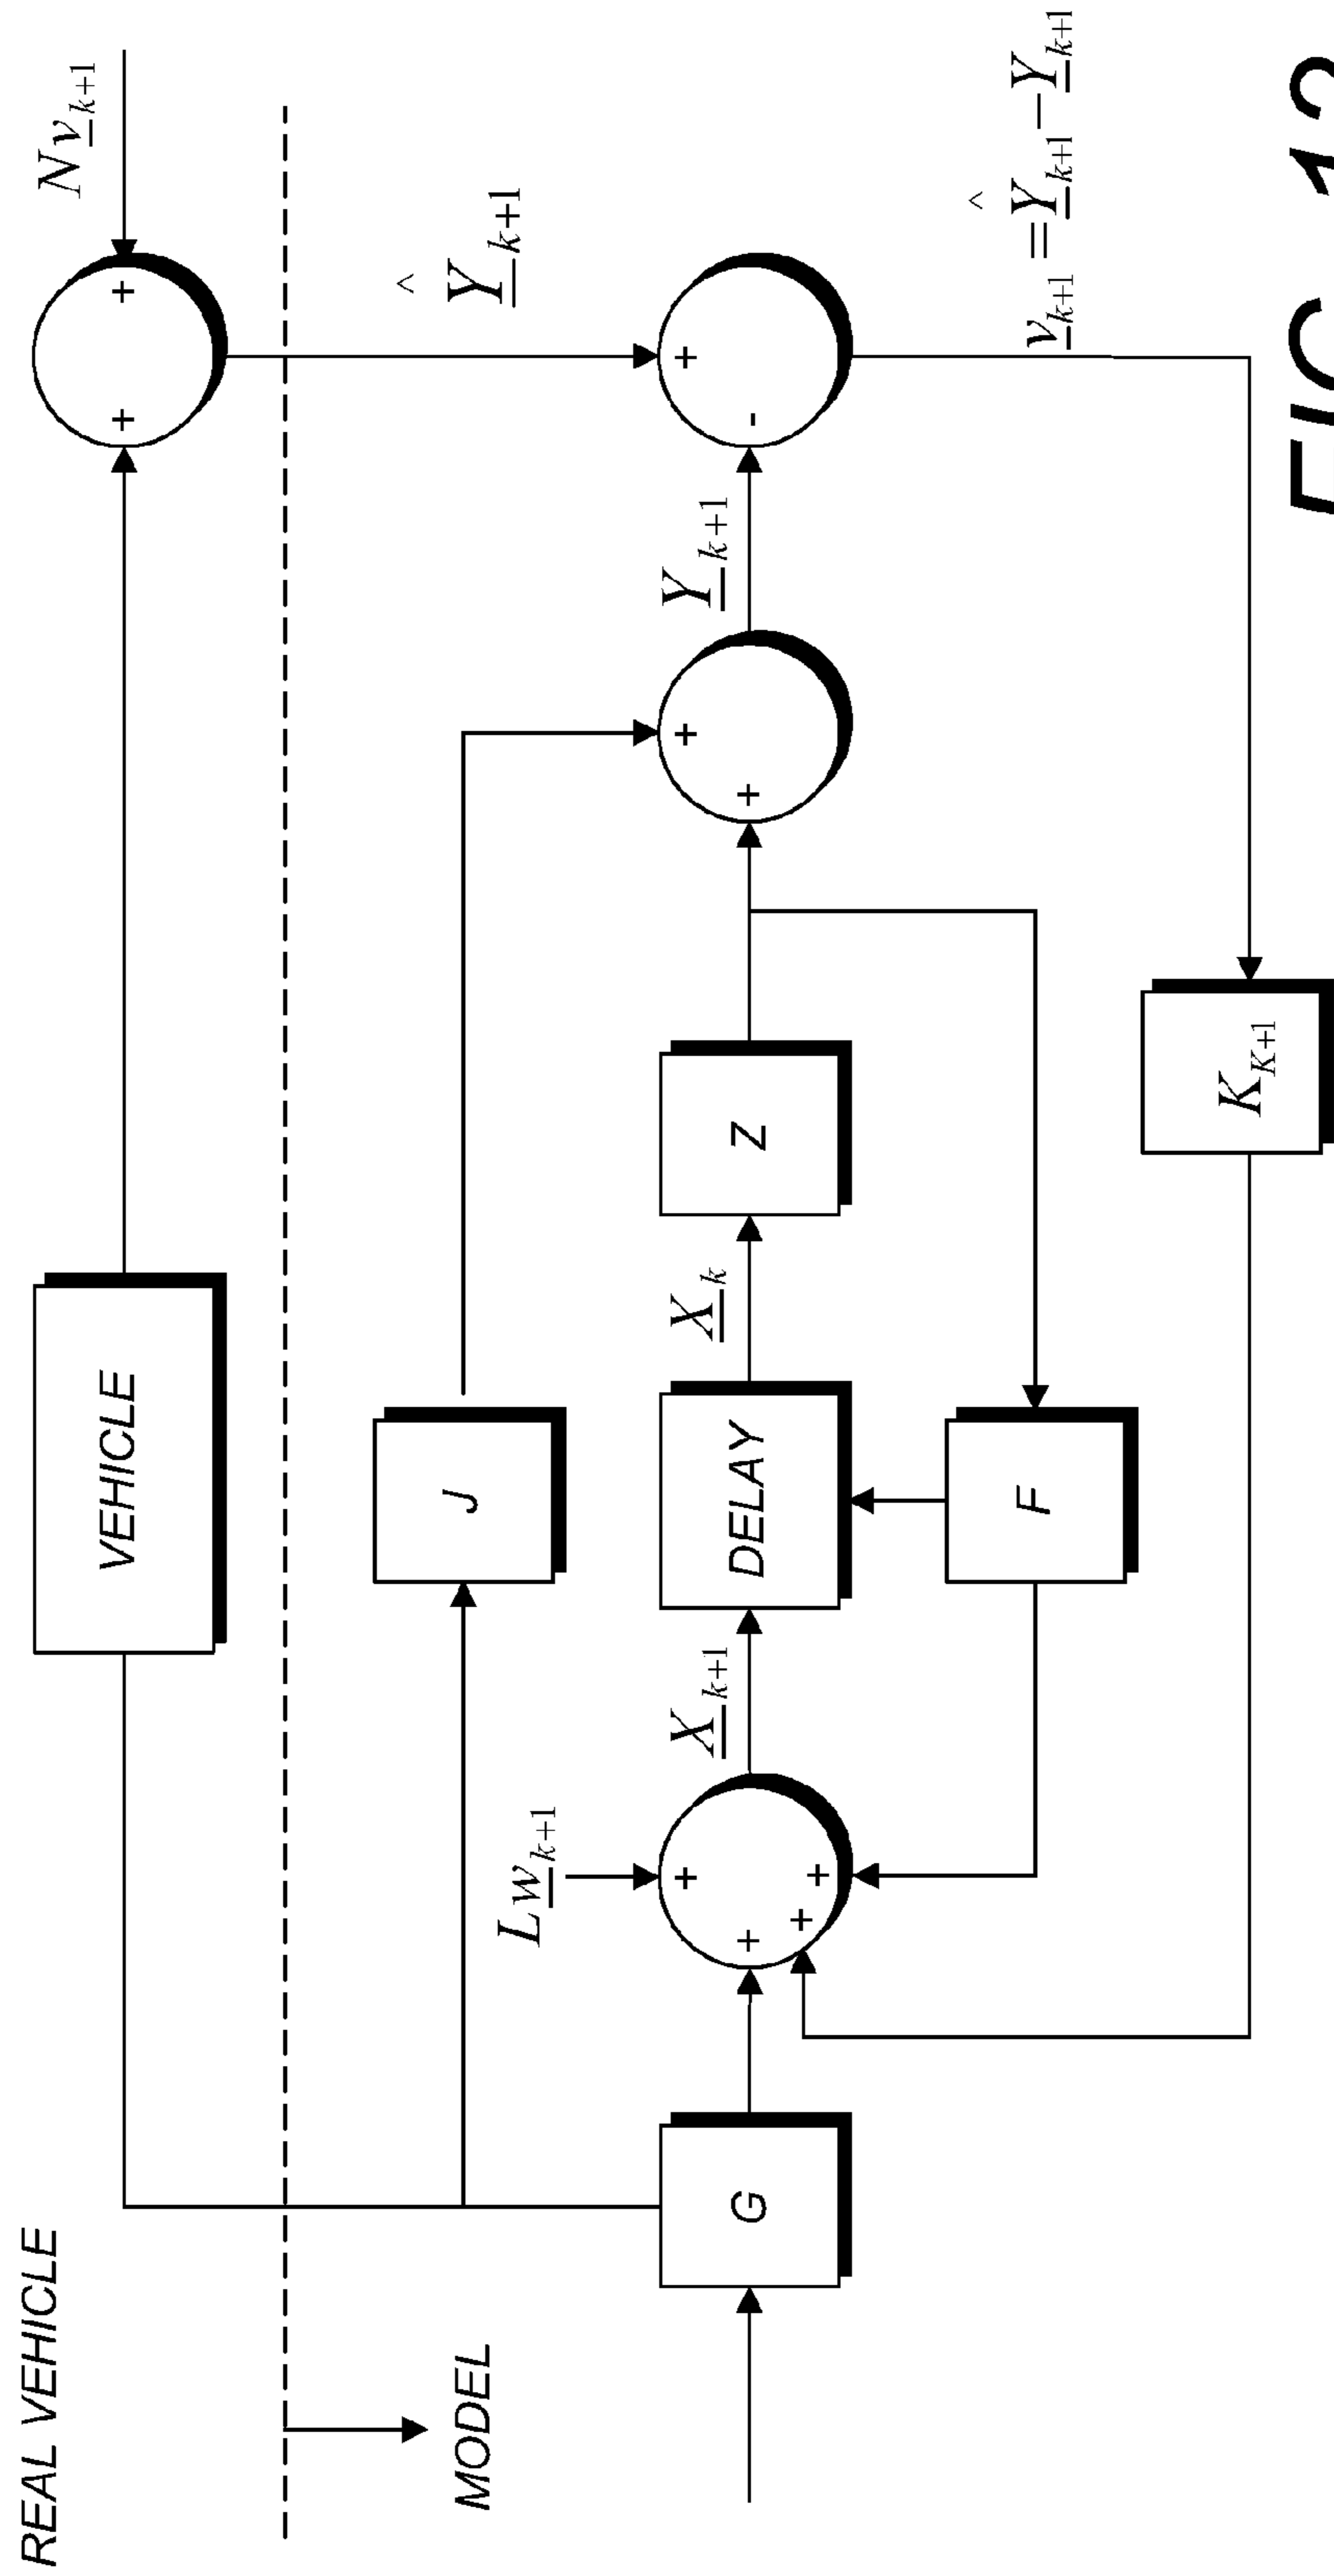 REAL VEHICLE
VEHICLE
+ +
Nv_{k+1}
MODEL
J
Ŷ_{k+1}
Lw_{k+1}
G
+ + + +
X_{k+1}
DELAY
X_k
Z
+ +
Y_{k+1}
+ -
F
v_{k+1}=Ŷ_{k+1}−Y_{k+1}
K_{K+1}
FIG